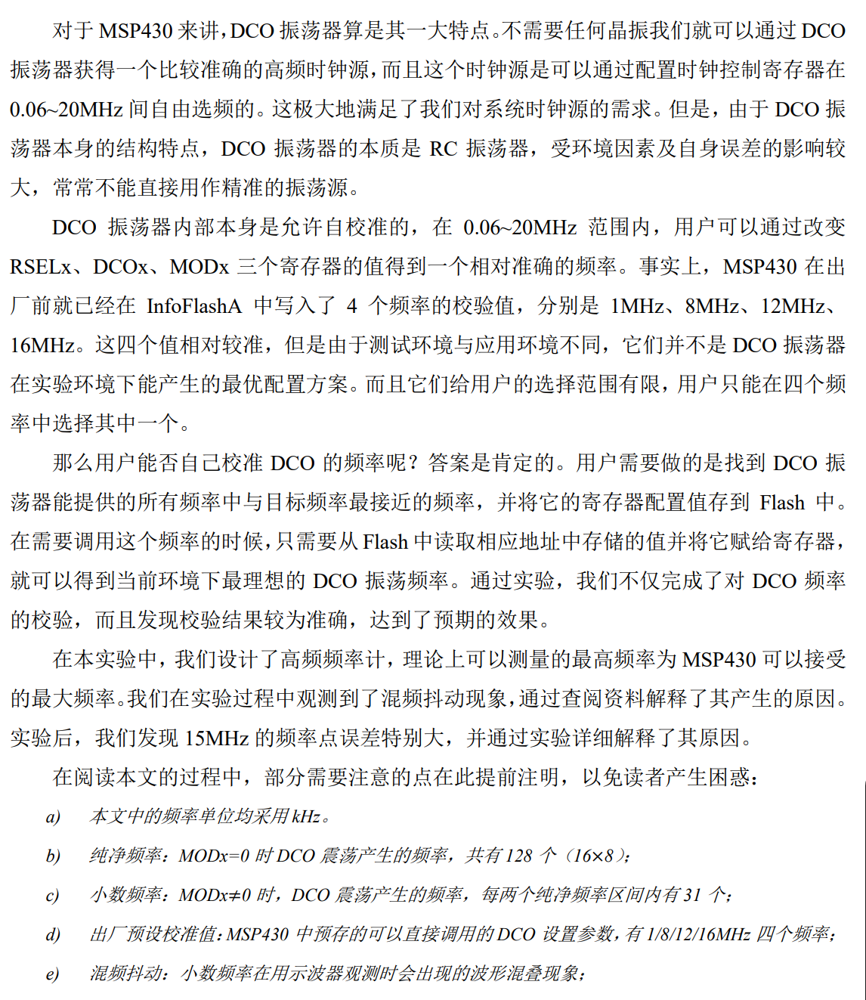 对于 MSP430 来讲，DCO 振荡器算是其一大特点。不需要任何晶振我们就可以通过 DCO
振荡器获得一个比较准确的高频时钟源，而且这个时钟源是可以通过配置时钟控制寄存器在
0.06~20MHz 间自由选频的。这极大地满足了我们对系统时钟源的需求。但是，由于 DCO 振
荡器本身的结构特点，DCO 振荡器的本质是 RC 振荡器，受环境因素及自身误差的影响较
大，常常不能直接用作精准的振荡源。
DCO 振荡器内部本身是允许自校准的，在 0.06~20MHz 范围内，用户可以通过改变
RSELx、DCOx、MODx 三个寄存器的值得到一个相对准确的频率。事实上，MSP430 在出
厂前就已经在 InfoFlashA 中写入了 4 个频率的校验值，分别是 1MHz、8MHz、12MHz、
16MHz。这四个值相对较准，但是由于测试环境与应用环境不同，它们并不是 DCO 振荡器
在实验环境下能产生的最优配置方案。而且它们给用户的选择范围有限，用户只能在四个频
率中选择其中一个。
那么用户能否自己校准 DCO 的频率呢？答案是肯定的。用户需要做的是找到 DCO 振
荡器能提供的所有频率中与目标频率最接近的频率，并将它的寄存器配置值存到 Flash 中。
在需要调用这个频率的时候，只需要从 Flash 中读取相应地址中存储的值并将它赋给寄存器，
就可以得到当前环境下最理想的 DCO 振荡频率。通过实验，我们不仅完成了对 DCO 频率
的校验，而且发现校验结果较为准确，达到了预期的效果。
在本实验中，我们设计了高频频率计，理论上可以测量的最高频率为 MSP430 可以接受
的最大频率。我们在实验过程中观测到了混频抖动现象，通过查阅资料解释了其产生的原因。
实验后，我们发现 15MHz 的频率点误差特别大，并通过实验详细解释了其原因。
在阅读本文的过程中，部分需要注意的点在此提前注明，以免读者产生困惑：
a) 本文中的频率单位均采用 kHz。
b) 纯净频率：MODx=0 时 DCO 震荡产生的频率，共有 128 个（16×8）；
c) 小数频率：MODx≠0 时，DCO 震荡产生的频率，每两个纯净频率区间内有 31 个；
d) 出厂预设校准值：MSP430 中预存的可以直接调用的 DCO 设置参数，有 1/8/12/16MHz 四个频率；
e) 混频抖动：小数频率在用示波器观测时会出现的波形混叠现象；